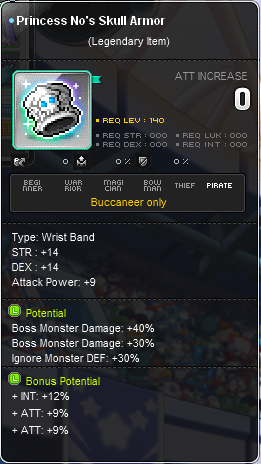 Princess No's Skull Armor
(Legendary Item)
ATT INCREASE
0
REQ LEV : 140
REQ STR : 000 REQ LUK : 000
REQ DEX : 000 REQ INT : 000
0 0 % 0 %
BEGINNER WARRIOR MAGICIAN BOWMAN THIEF PIRATE
Buccaneer only
Type: Wrist Band
STR : +14
DEX : +14
Attack Power: +9
L Potential
Boss Monster Damage: +40%
Boss Monster Damage: +30%
Ignore Monster DEF: +30%
L Bonus Potential
+ INT: +12%
+ ATT: +9%
+ ATT: +9%